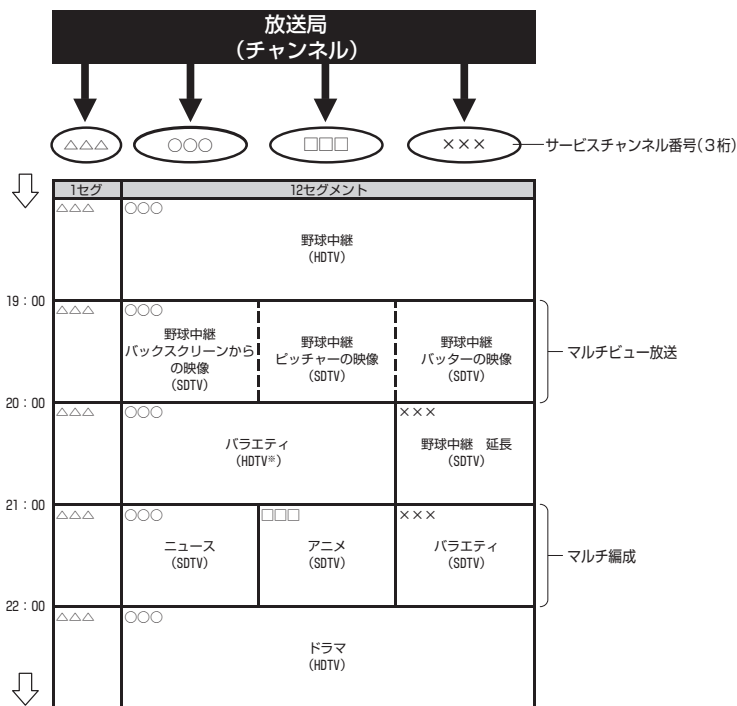 放送局
(チャンネル)
△△△ ○○○ □□□ ××× サービスチャンネル番号(3桁)
1セグ 12セグメント
△△△ ○○○
野球中継
(HDTV)
19:00
△△△ ○○○
野球中継
バックスクリーンから
の映像
(SDTV)
野球中継
ピッチャーの映像
(SDTV)
野球中継
バッターの映像
(SDTV)
マルチビュー放送
20:00
△△△ ○○○ ×××
バラエティ
(HDTV※)
野球中継 延長
(SDTV)
21:00
△△△ ○○○ □□□ ×××
ニュース
(SDTV)
アニメ
(SDTV)
バラエティ
(SDTV)
マルチ編成
22:00
△△△ ○○○
ドラマ
(HDTV)